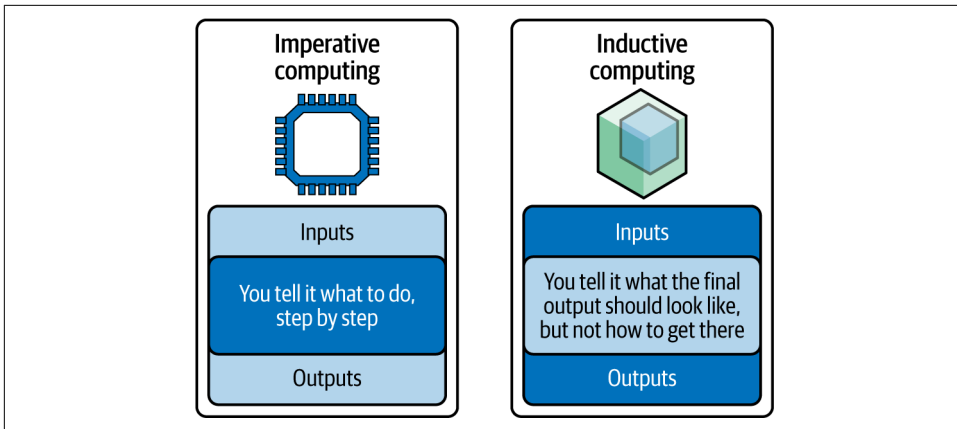 Imperative
computing
Inputs
You tell it what to do,
step by step
Outputs
Inductive
computing
Inputs
You tell it what the final
output should look like,
but not how to get there
Outputs